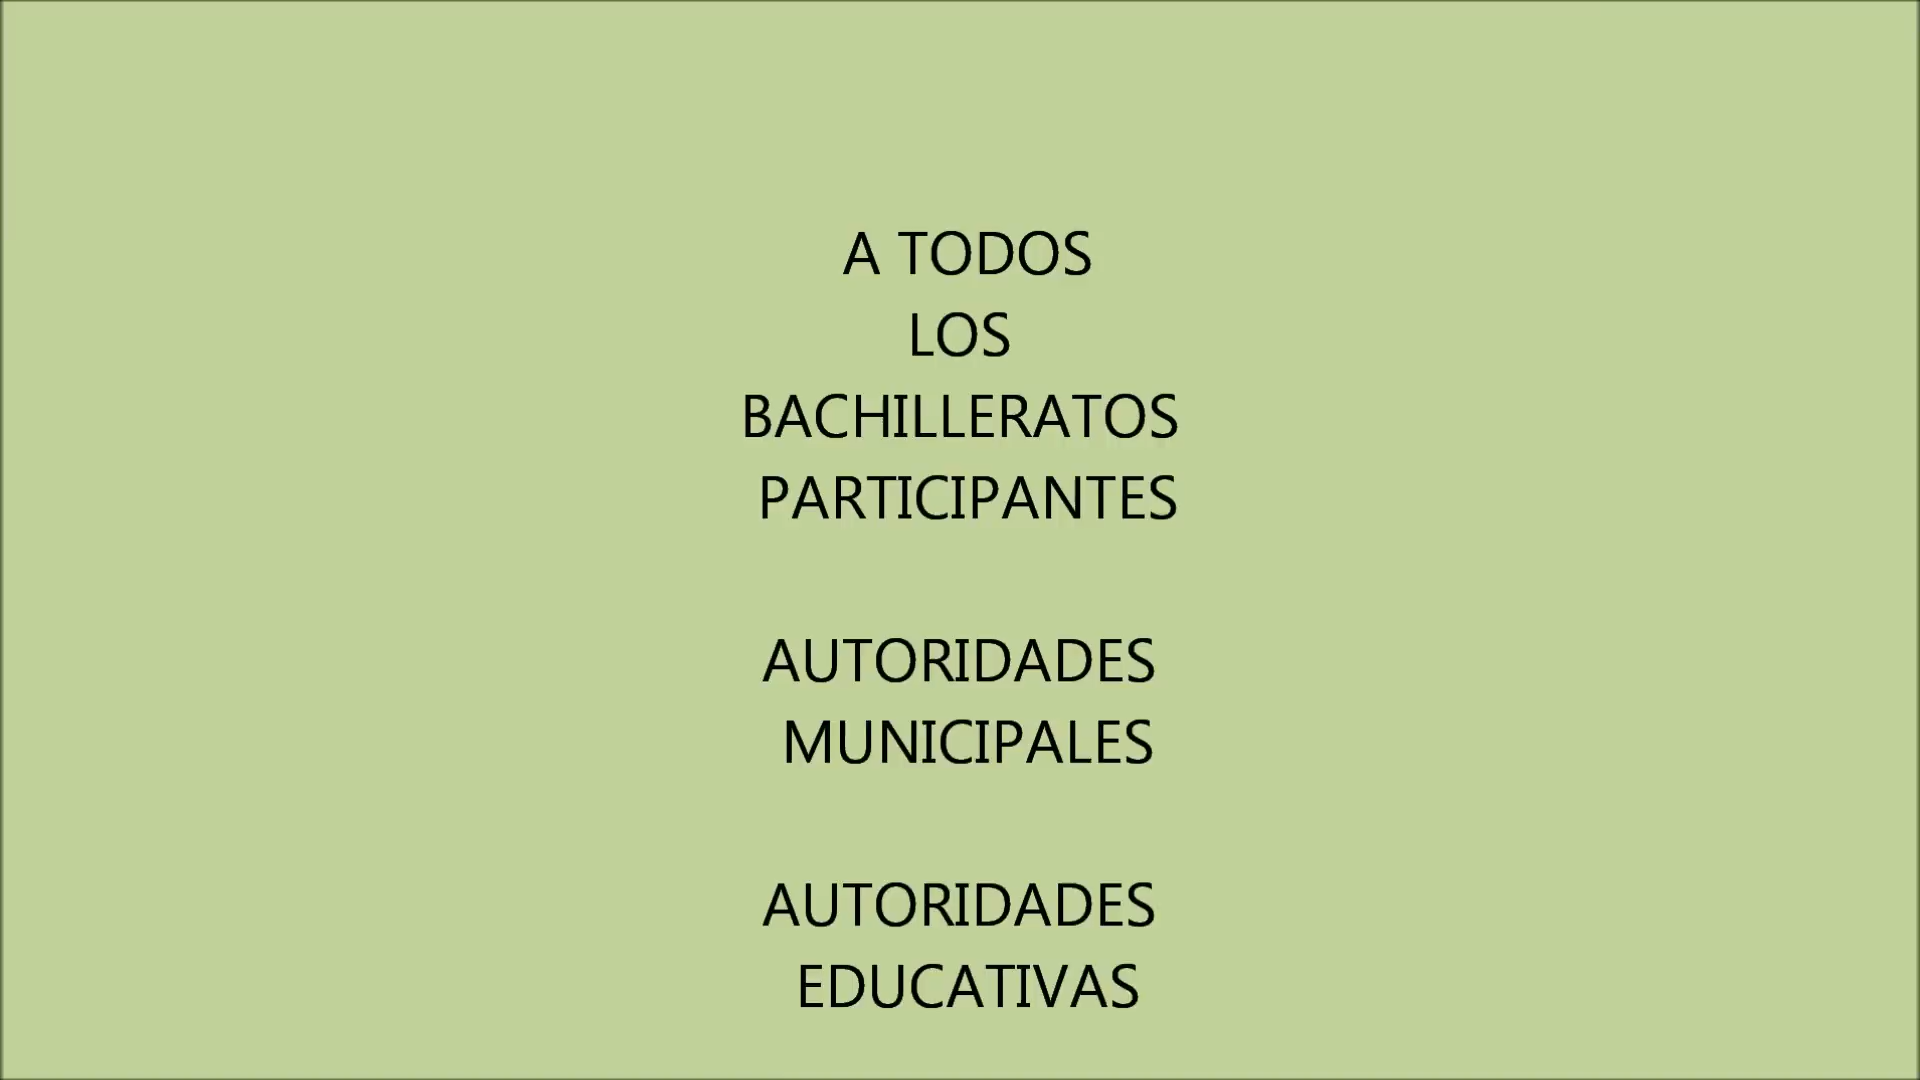 A TODOS
LOS
BACHILLERATOS
PARTICIPANTES
AUTORIDADES
MUNICIPALES
AUTORIDADES
EDUCATIVAS